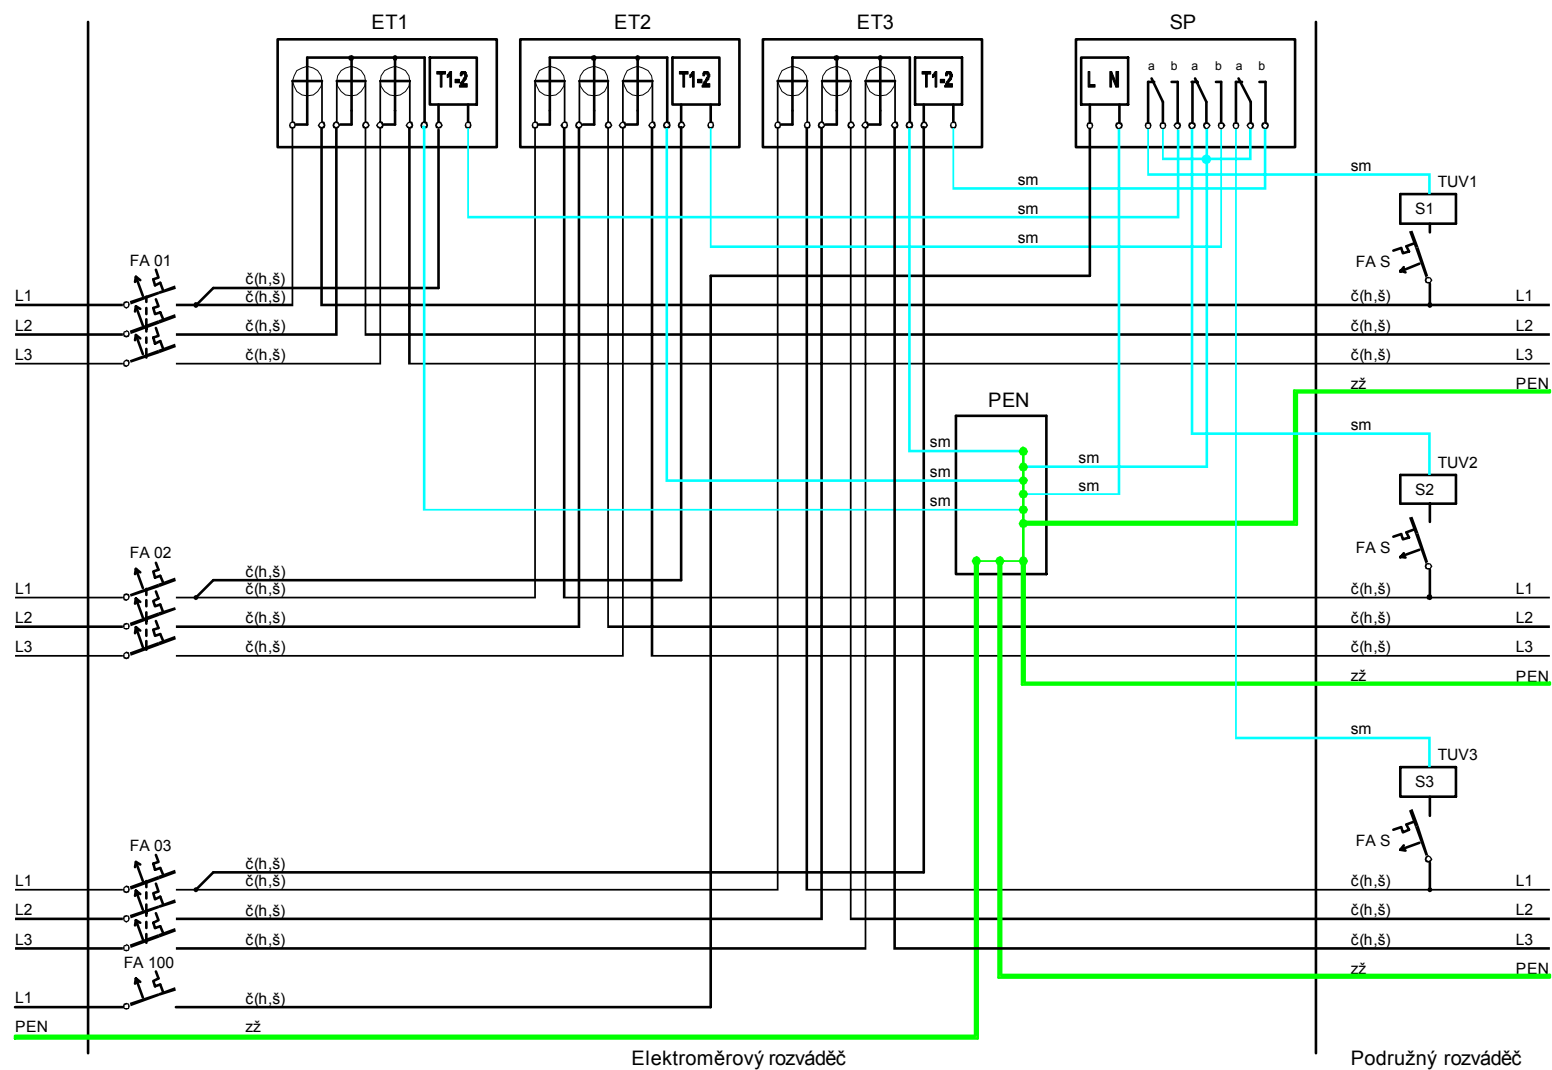 ET1 ET2 ET3 SP
T1-2 T1-2 T1-2 L N a b a b a b
sm
TUV1
sm
S1
sm
sm
FA 01 FA S
č(h,š)
L1 č(h,š) č(h,š) L1
L2 č(h,š) č(h,š) L2
L3 č(h,š) č(h,š) L3
zž PEN
PEN
sm
sm sm TUV2
sm
S2
sm
FA 02 FA S
č(h,š)
L1 č(h,š) č(h,š) L1
L2 č(h,š) č(h,š) L2
L3 č(h,š) č(h,š) L3
zž PEN
sm
TUV3
S3
FA 03 FA S
č(h,š)
L1 č(h,š) č(h,š) L1
L2 č(h,š) č(h,š) L2
L3 č(h,š) č(h,š) L3
FA 100 zž PEN
L1 č(h,š)
PEN zž
Elektroměrový rozváděč Podružný rozváděč